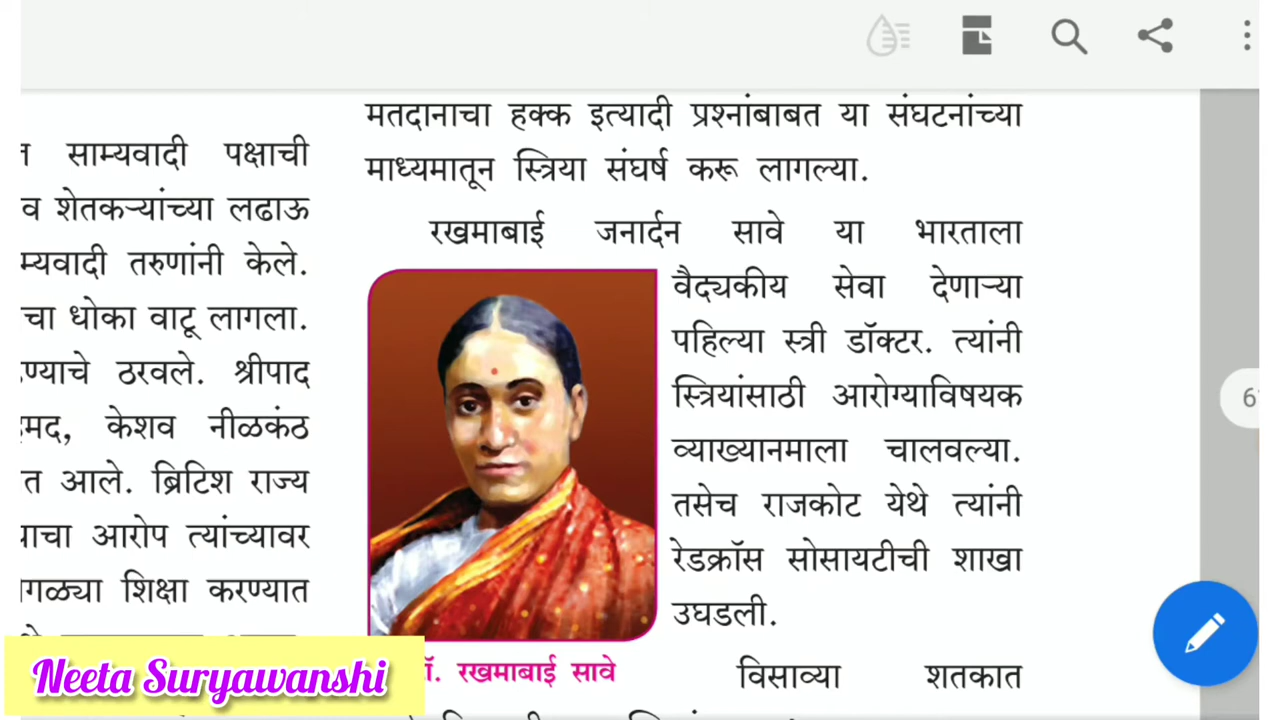 साम्यवादी पक्षाची
व शेतकऱ्यांच्या लढाऊ
तरुणांनी केले.
धोका वाटू लागला.
ठरवले. श्रीपाद
केशव नीळकंठ
आले. ब्रिटिश राज्य
आरोप त्यांच्यावर
शिक्षा करण्यात
मतदानाचा हक्क इत्यादी प्रश्नांबाबत या संघटनांच्या
माध्यमातून स्त्रिया संघर्ष करू लागल्या.
रखमाबाई जनार्दन सावे या भारताला
वैद्यकीय सेवा देणाऱ्या
पहिल्या स्त्री डॉक्टर. त्यांनी
स्त्रियांसाठी आरोग्याविषयक
व्याख्यानमाला चालवल्या.
तसेच राजकोट येथे त्यांनी
रेडक्रॉस सोसायटीची शाखा
उघडली.
रखमाबाई सावे
विसाव्या शतकात
Neeta Suryawanshi